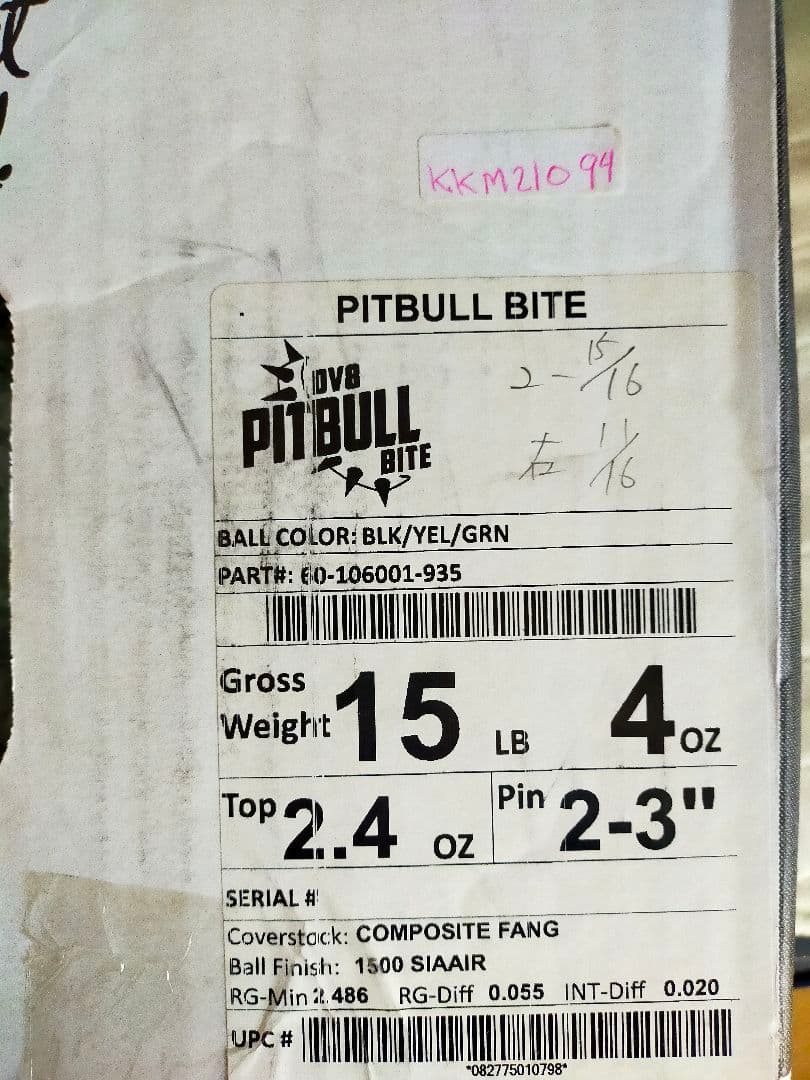 KKM21094
PITBULL BITE
DV8
PITBULL
BITE
2-15/16
左 11/16
BALL COLOR: BLK/YEL/GRN
PART#: 60-106001-935
Gross Weight 15 LB 4 oz
Top 2.4 oz Pin 2-3"
SERIAL #
Coverstock: COMPOSITE FANG
Ball Finish: 1500 SIAAIR
RG-Min 2.486 RG-Diff 0.055 INT-Diff 0.020
UPC #
*082775010798*